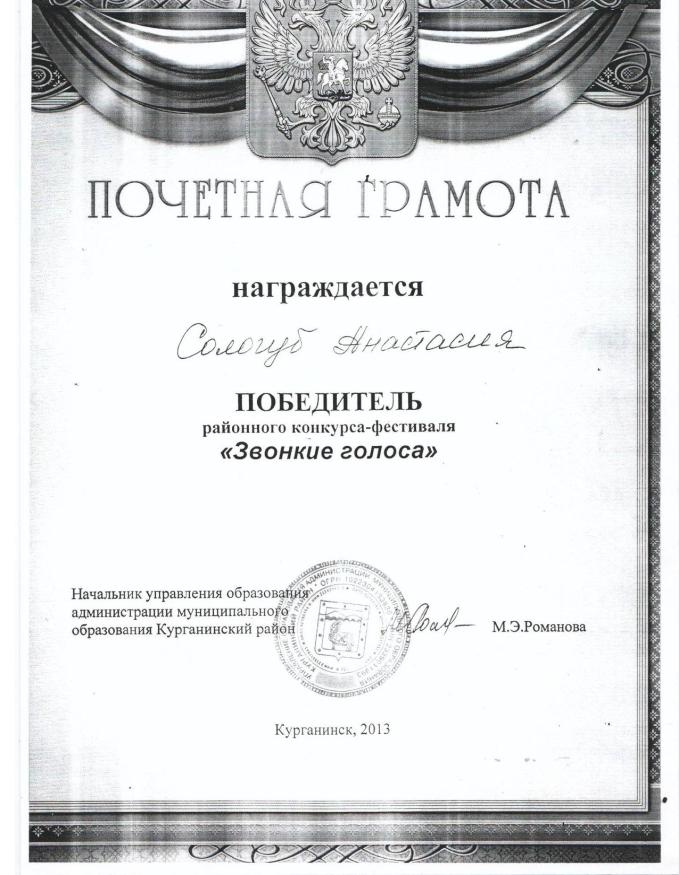 ПОЧЕТНАЯ ГРАМОТА
награждается
Сологуб Анастасия
ПОБЕДИТЕЛЬ
районного конкурса-фестиваля
«Звонкие голоса»
Начальник управления образования
администрации муниципального
образования Курганинский район
М.Э.Романова
Курганинск, 2013